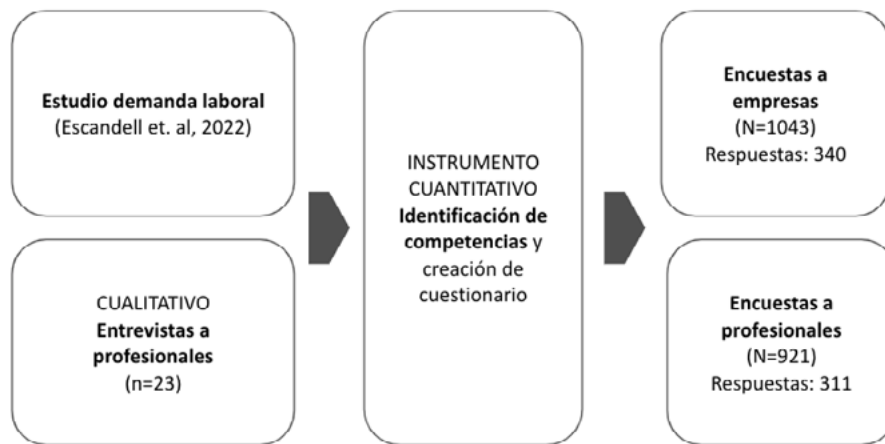 Estudio demanda laboral
(Escandell et. al, 2022)
CUALITATIVO
Entrevistas a
profesionales
(n=23)
INSTRUMENTO
CUANTITATIVO
Identificación de
competencias y
creación de
cuestionario
Encuestas a
empresas
(N=1043)
Respuestas: 340
Encuestas a
profesionales
(N=921)
Respuestas: 311